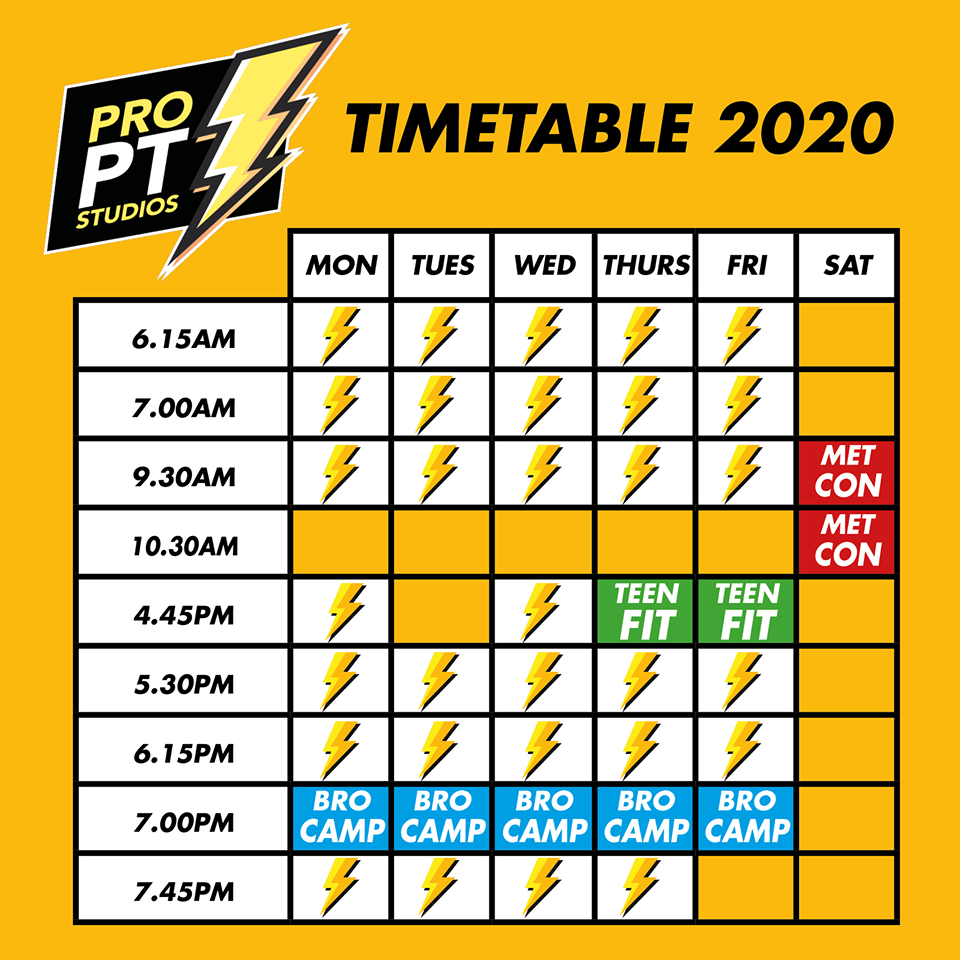 PRO
PT
STUDIOS
TIMETABLE 2020
MON TUES WED THURS FRI SAT
6.15AM
7.00AM
9.30AM MET CON
10.30AM MET CON
4.45PM TEEN FIT TEEN FIT
5.30PM
6.15PM
7.00PM BRO CAMP BRO CAMP BRO CAMP BRO CAMP BRO CAMP
7.45PM